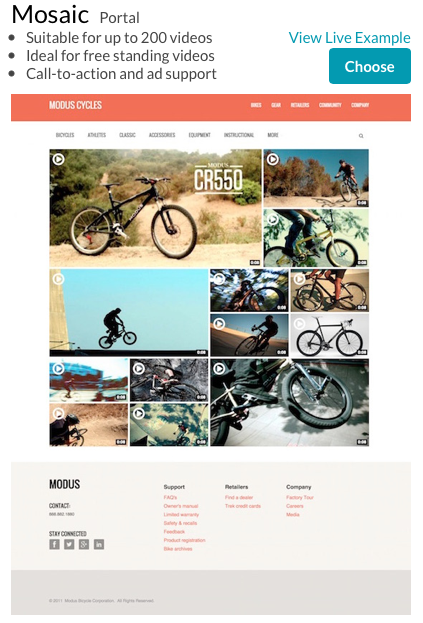 Mosaic Portal
Suitable for up to 200 videos
Ideal for free standing videos
Call-to-action and ad support
View Live Example
Choose
MODUS CYCLES
BIKES GEAR RETAILERS COMMUNITY COMPANY
BICYCLES ATHLETES CLASSIC ACCESSORIES EQUIPMENT INSTRUCTIONAL MORE
MODUS
CR550
MODUS
CONTACT:
STAY CONNECTED
Support
FAQ's
Owner's manual
Limited warranty
Safety & recalls
Feedback
Product registration
Bike archives
Retailers
Find a dealer
Trek credit cards
Company
Factory Tour
Careers
Media
© 2011 Modus Bicycle Corporation. All Rights Reserved.